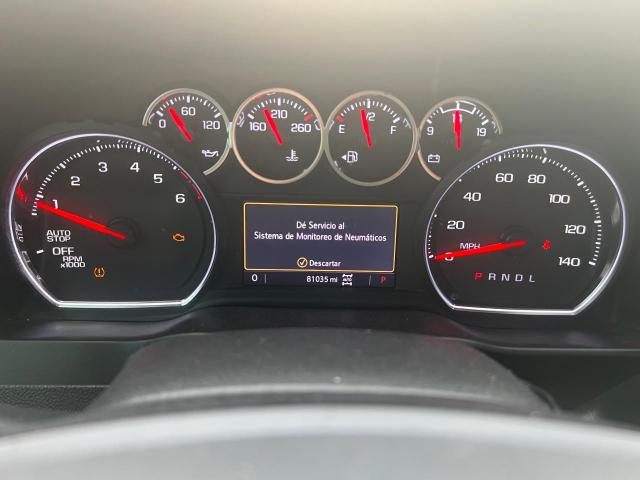 0 60 120
160 210 260
E 1/2 F
9 19
1 2 3 4 5 6
AUTO
STOP
OFF
RPM
x1000
Dé Servicio al
Sistema de Monitoreo de Neumáticos
Descartar
0 81035 mi P
0 20 40 60 80 100 120 140
MPH
P R N D L